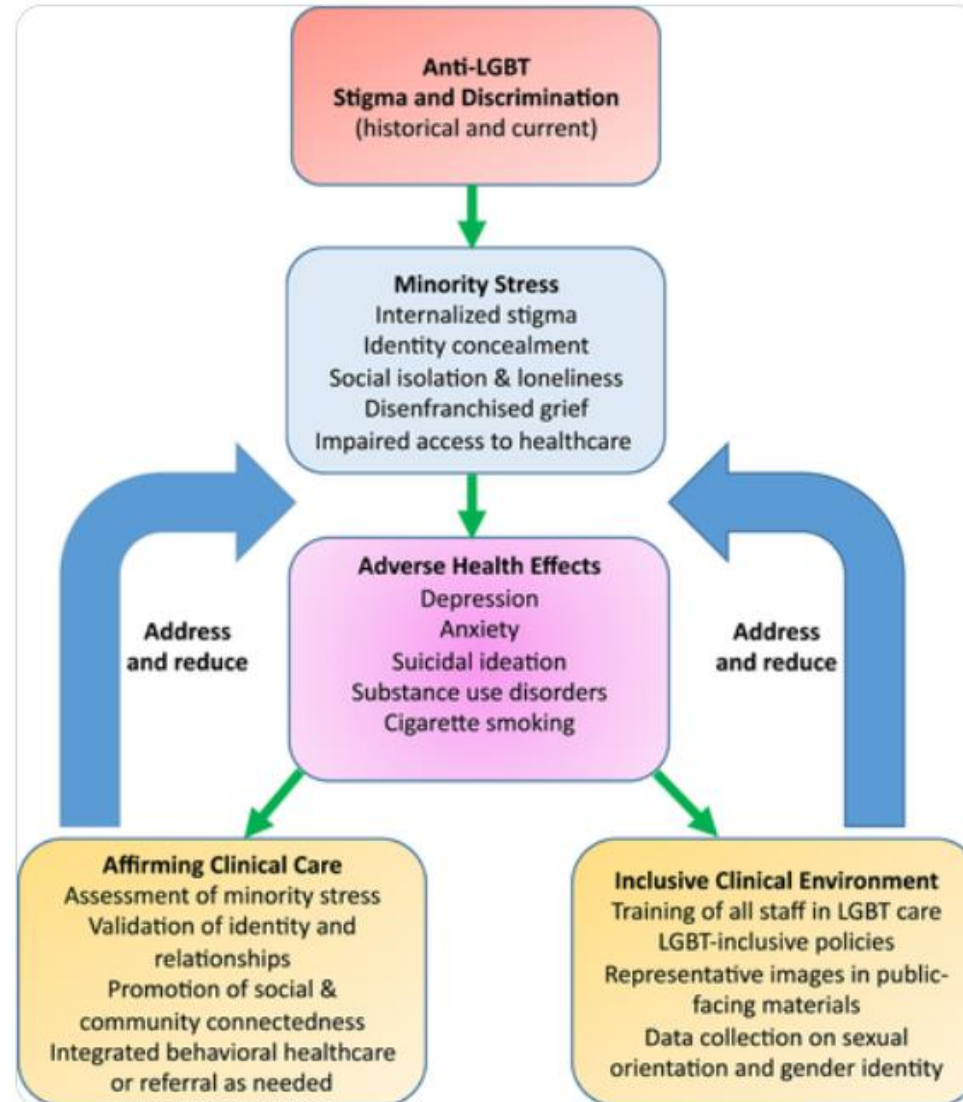 Anti-LGBT
Stigma and Discrimination
(historical and current)
Minority Stress
Internalized stigma
Identity concealment
Social isolation & loneliness
Disenfranchised grief
Impaired access to healthcare
Adverse Health Effects
Depression
Anxiety
Suicidal ideation
Substance use disorders
Cigarette smoking
Address
and reduce
Address
and reduce
Affirming Clinical Care
Assessment of minority stress
Validation of identity and
relationships
Promotion of social &
community connectedness
Integrated behavioral healthcare
or referral as needed
Inclusive Clinical Environment
Training of all staff in LGBT care
LGBT-inclusive policies
Representative images in public-
facing materials
Data collection on sexual
orientation and gender identity